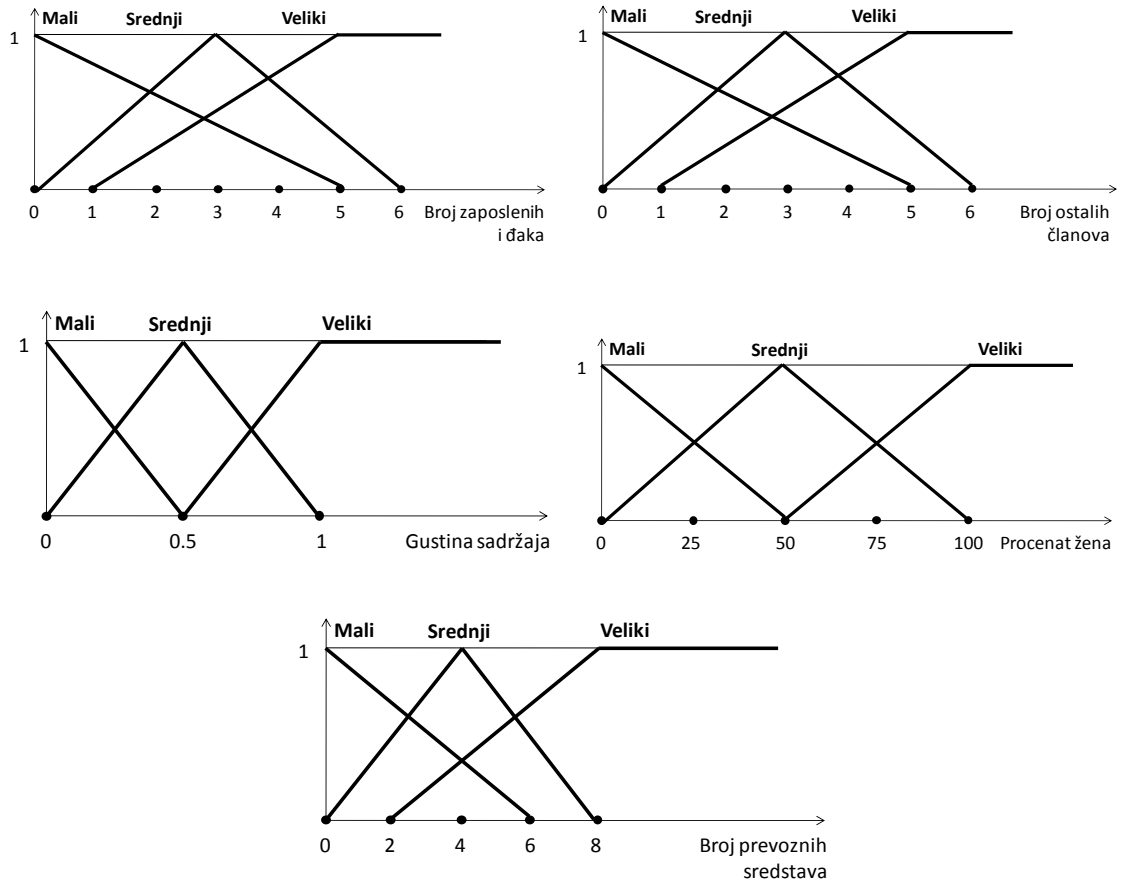 Mali Srednji Veliki
1
0 1 2 3 4 5 6 Broj zaposlenih
i đaka
Mali Srednji Veliki
1
0 1 2 3 4 5 6 Broj ostalih
članova
Mali Srednji Veliki
1
0 0.5 1 Gustina sadržaja
Mali Srednji Veliki
1
0 25 50 75 100 Procenat žena
Mali Srednji Veliki
1
0 2 4 6 8 Broj prevoznih
sredstava